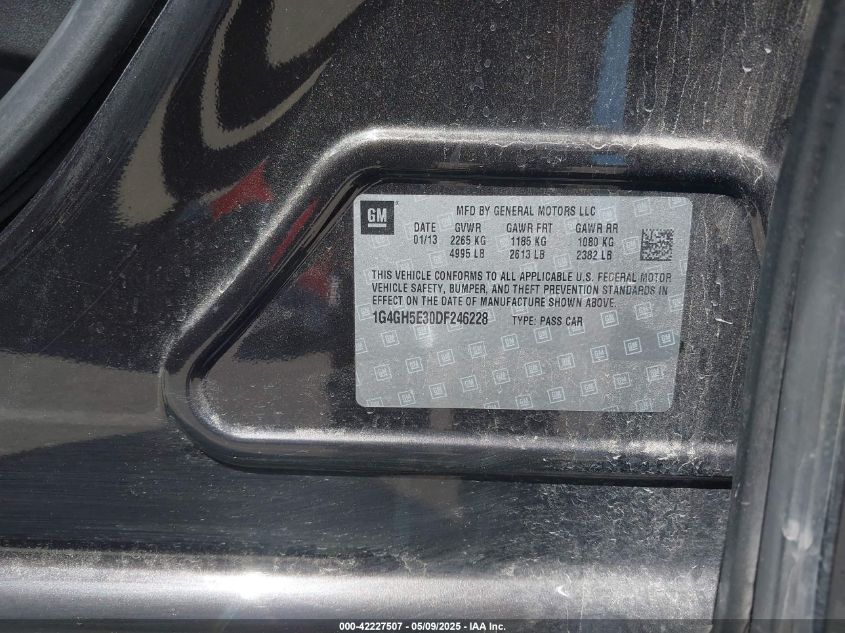 GM MFD BY GENERAL MOTORS LLC
DATE GVWR GAWR FRT GAWR RR
01/13 2265 KG 1185 KG 1080 KG
4995 LB 2613 LB 2382 LB
THIS VEHICLE CONFORMS TO ALL APPLICABLE U.S. FEDERAL MOTOR
VEHICLE SAFETY, BUMPER, AND THEFT PREVENTION STANDARDS IN
EFFECT ON THE DATE OF MANUFACTURE SHOWN ABOVE.
1G4GH5E30DF246228 TYPE: PASS CAR
000-42227507 - 05/09/2025 - IAA Inc.